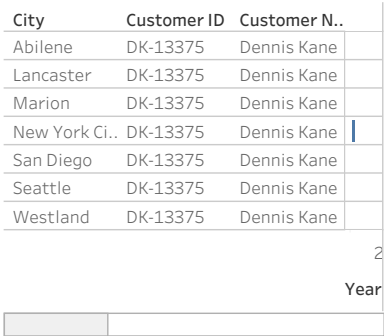 City Customer ID Customer N..
Abilene DK-13375 Dennis Kane
Lancaster DK-13375 Dennis Kane
Marion DK-13375 Dennis Kane
New York Ci.. DK-13375 Dennis Kane
San Diego DK-13375 Dennis Kane
Seattle DK-13375 Dennis Kane
Westland DK-13375 Dennis Kane
2
Year